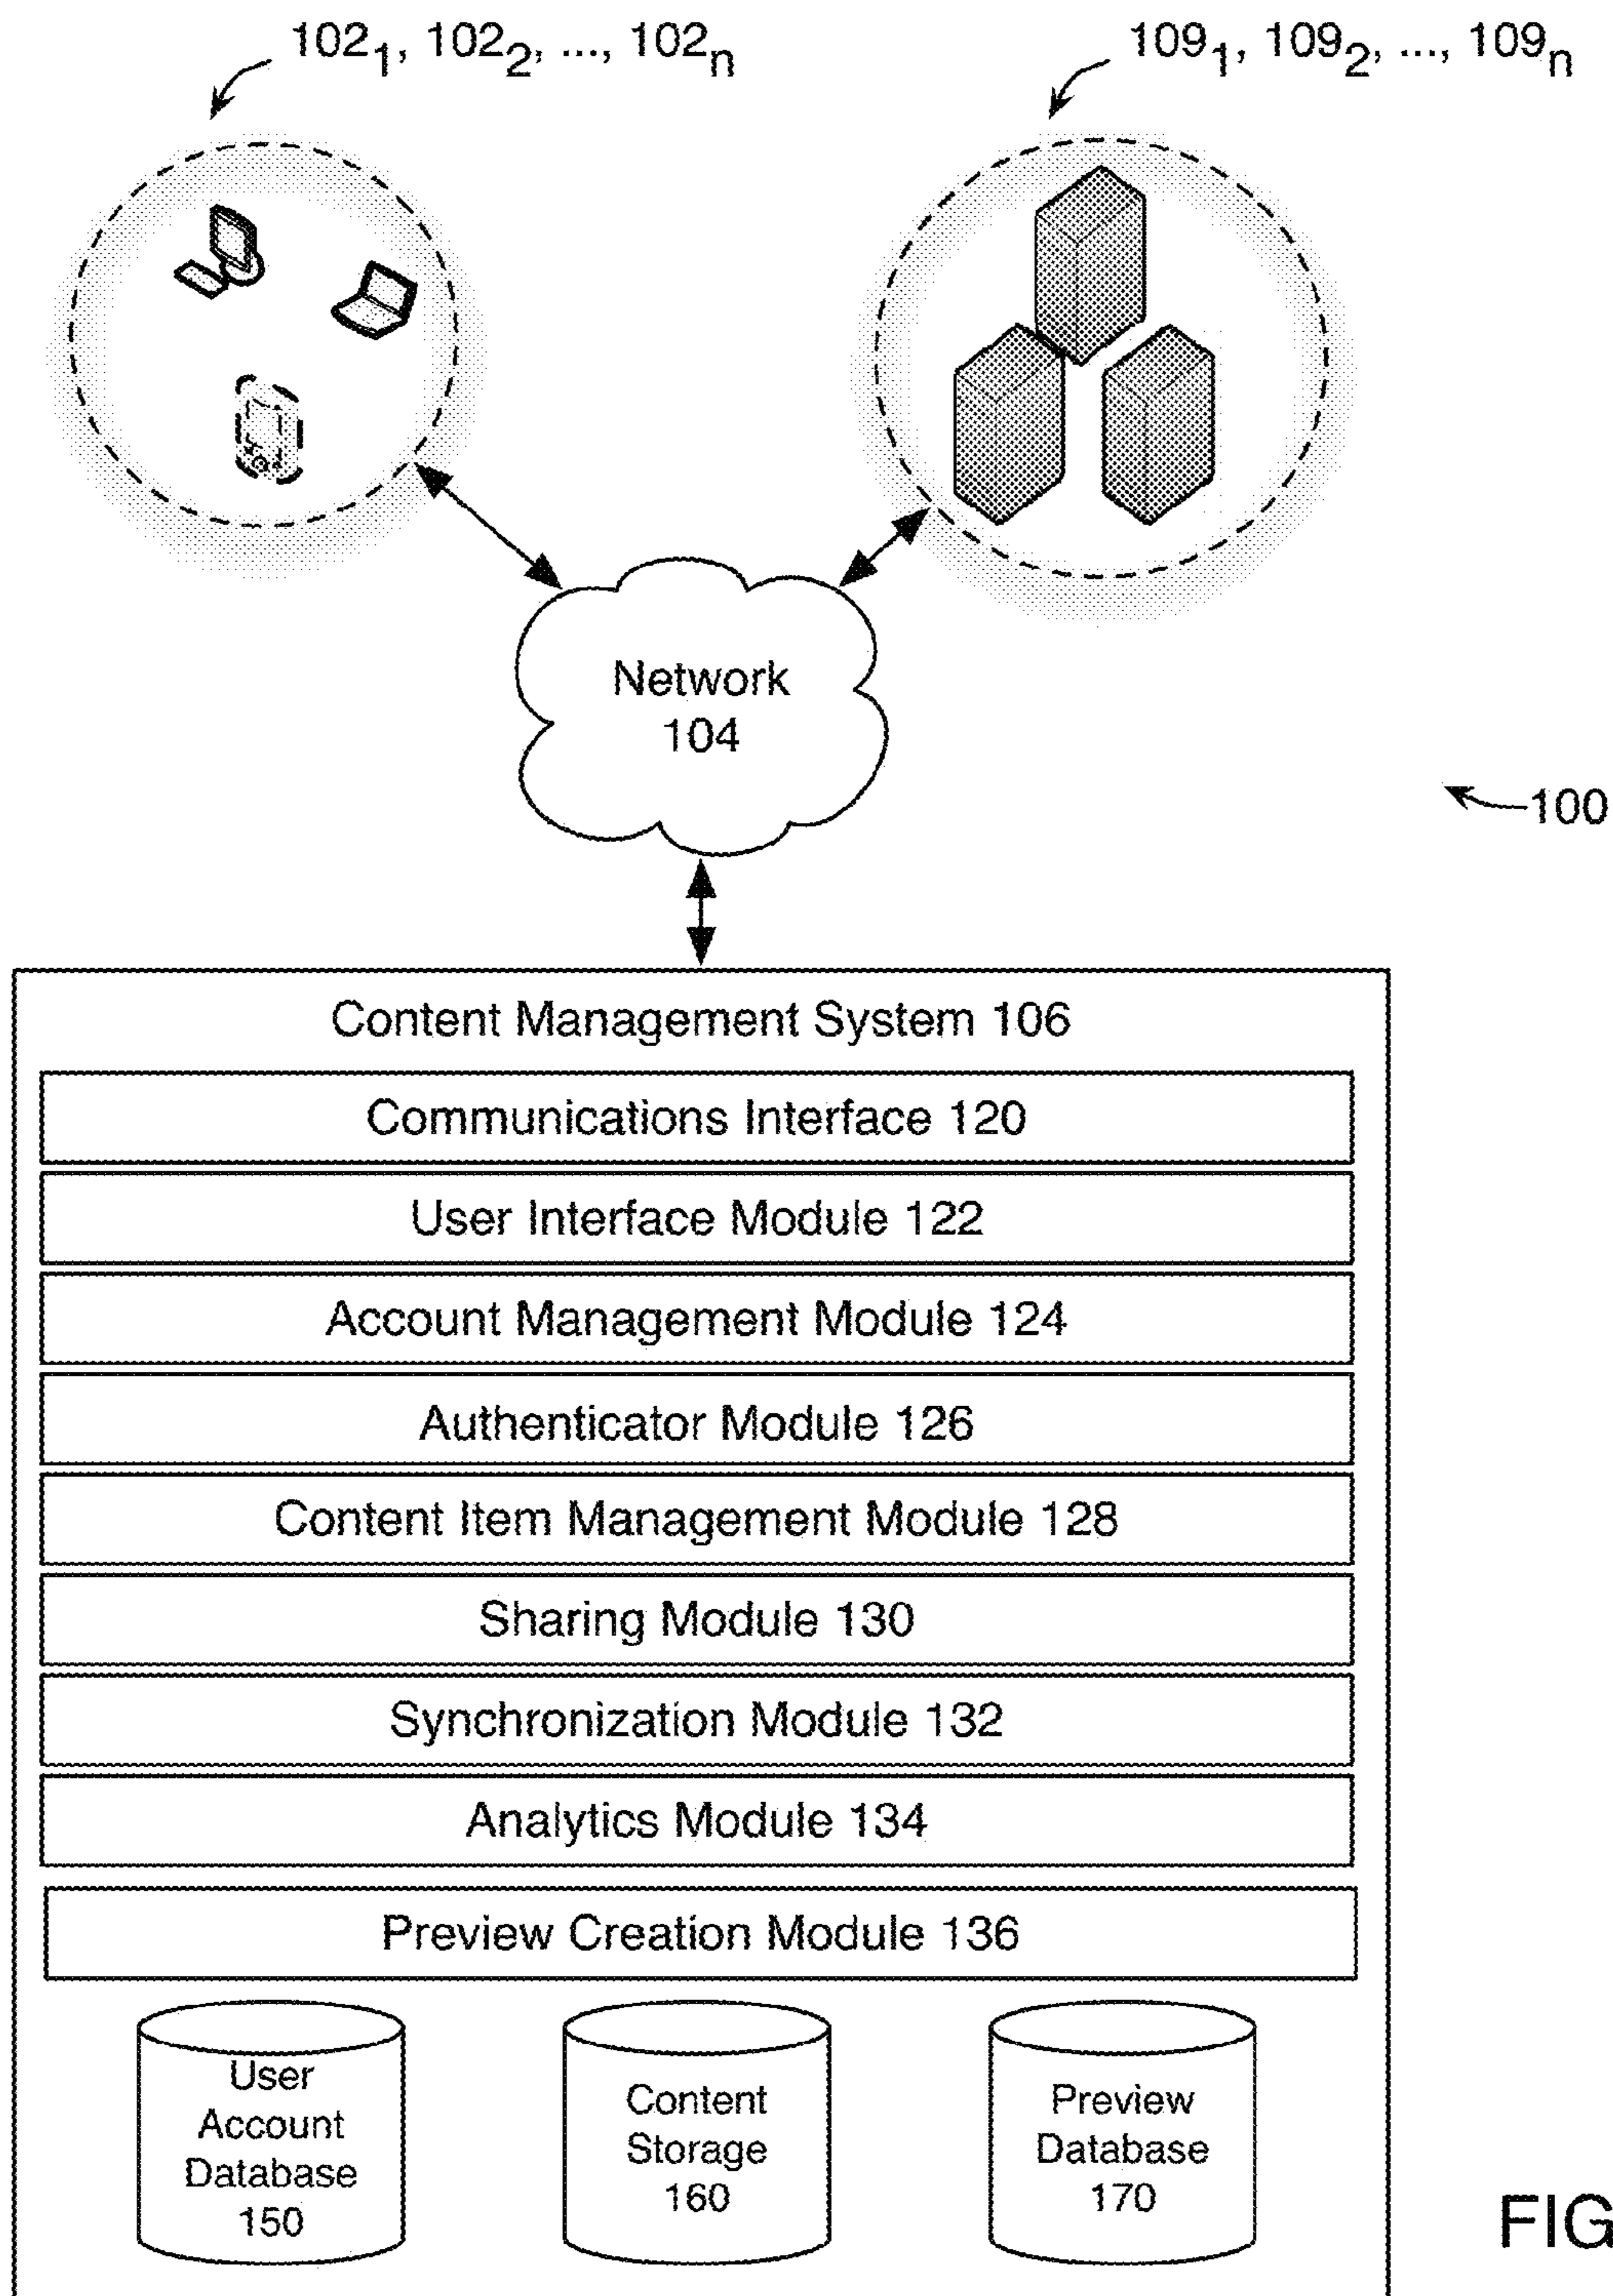 102₁, 102₂, ..., 102ₙ
109₁, 109₂, ..., 109ₙ
Network
104
100
Content Management System 106
Communications Interface 120
User Interface Module 122
Account Management Module 124
Authenticator Module 126
Content Item Management Module 128
Sharing Module 130
Synchronization Module 132
Analytics Module 134
Preview Creation Module 136
User
Account
Database
150
Content
Storage
160
Preview
Database
170
FIG